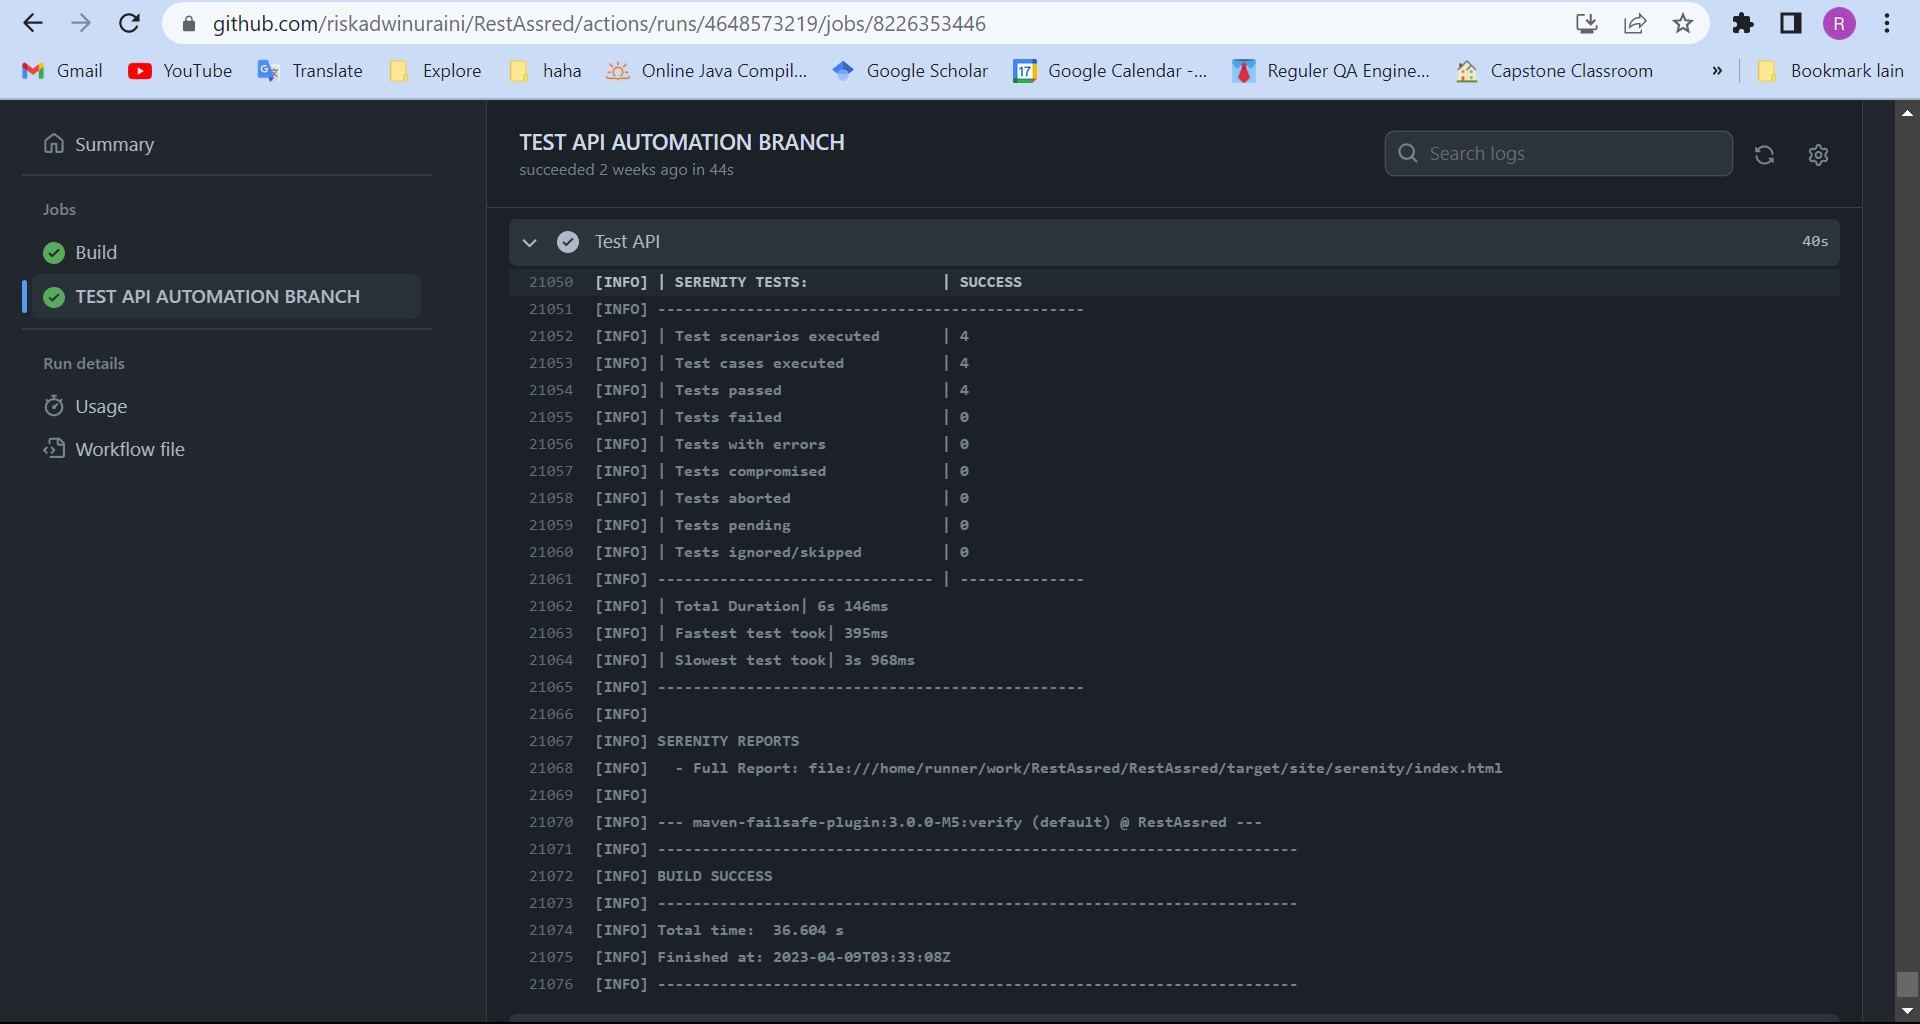 github.com/riskadwinuraini/RestAssred/actions/runs/4648573219/jobs/8226353446
R
Gmail YouTube Translate Explore haha Online Java Compil... Google Scholar 17 Google Calendar -... Reguler QA Engine... Capstone Classroom » Bookmark lain
Summary
Jobs
Build
TEST API AUTOMATION BRANCH
Run details
Usage
Workflow file
TEST API AUTOMATION BRANCH
succeeded 2 weeks ago in 44s
Search logs
Test API 40s
21050 [INFO] | SERENITY TESTS: | SUCCESS
21051 [INFO] ------------------------------------------------
21052 [INFO] | Test scenarios executed | 4
21053 [INFO] | Test cases executed | 4
21054 [INFO] | Tests passed | 4
21055 [INFO] | Tests failed | 0
21056 [INFO] | Tests with errors | 0
21057 [INFO] | Tests compromised | 0
21058 [INFO] | Tests aborted | 0
21059 [INFO] | Tests pending | 0
21060 [INFO] | Tests ignored/skipped | 0
21061 [INFO] ------------------------------- | --------------
21062 [INFO] | Total Duration| 6s 146ms
21063 [INFO] | Fastest test took| 395ms
21064 [INFO] | Slowest test took| 3s 968ms
21065 [INFO] ------------------------------------------------
21066 [INFO]
21067 [INFO] SERENITY REPORTS
21068 [INFO]   - Full Report: file:///home/runner/work/RestAssred/RestAssred/target/site/serenity/index.html
21069 [INFO]
21070 [INFO] --- maven-failsafe-plugin:3.0.0-M5:verify (default) @ RestAssred ---
21071 [INFO] ------------------------------------------------------------------------
21072 [INFO] BUILD SUCCESS
21073 [INFO] ------------------------------------------------------------------------
21074 [INFO] Total time:  36.604 s
21075 [INFO] Finished at: 2023-04-09T03:33:08Z
21076 [INFO] ------------------------------------------------------------------------